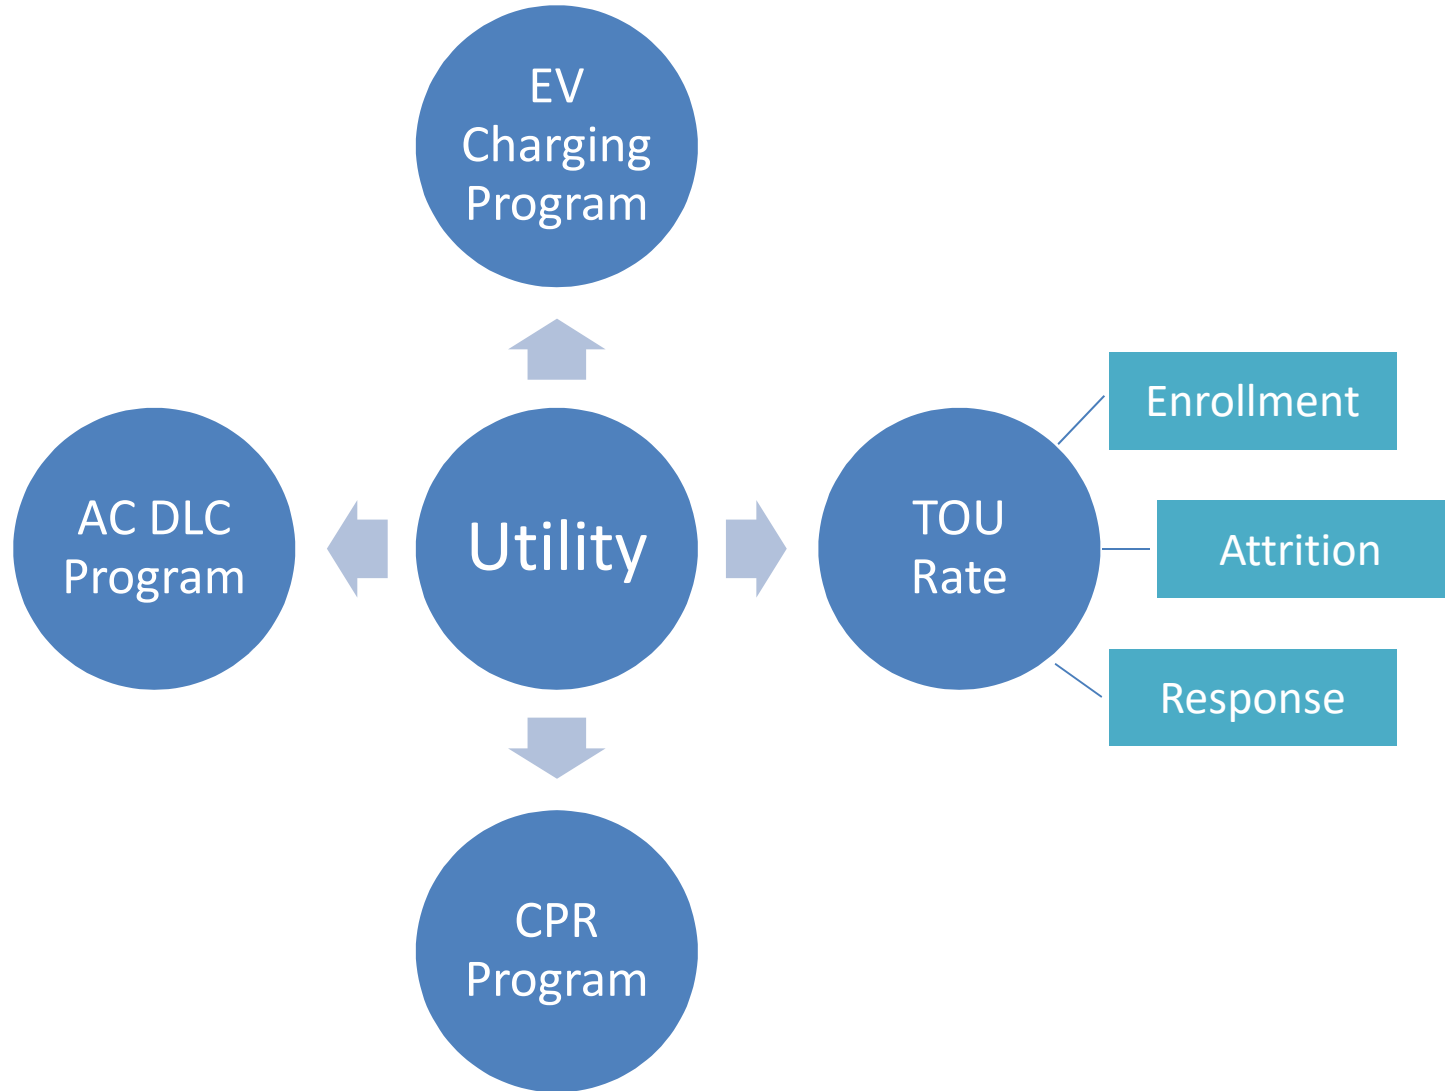 EV
Charging
Program
AC DLC
Program
Utility
TOU
Rate
Enrollment
Attrition
Response
CPR
Program